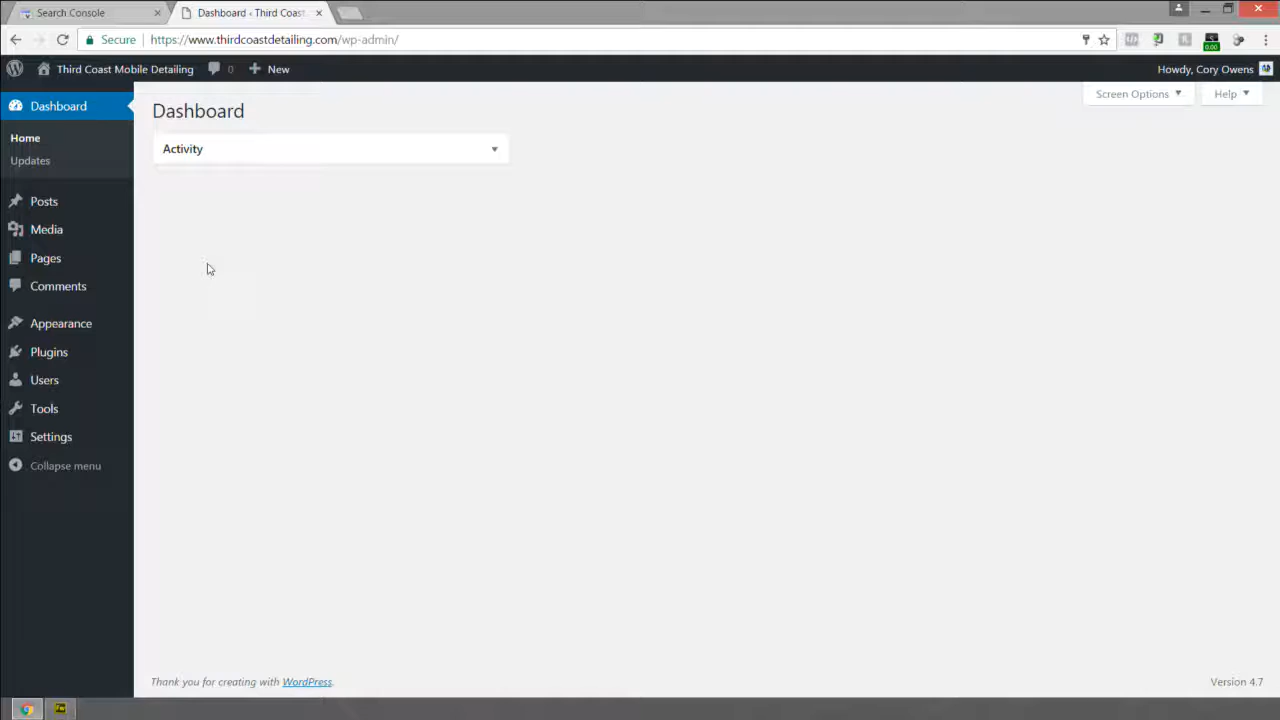 Search Console
Dashboard ‹ Third Coast
Secure
https://www.thirdcoastdetailing.com/wp-admin/
0.00
Third Coast Mobile Detailing
0
New
Howdy, Cory Owens
Dashboard
Home
Updates
Posts
Media
Pages
Comments
Appearance
Plugins
Users
Tools
Settings
Collapse menu
Screen Options
Help
Dashboard
Activity
Thank you for creating with WordPress.
Version 4.7